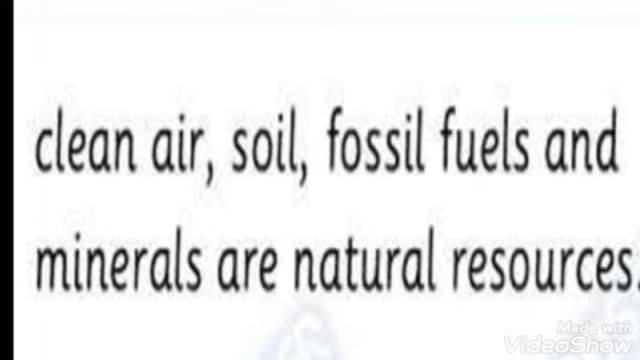 clean air, soil, fossil fuels and
minerals are natural resources.
Made with
VideoShow